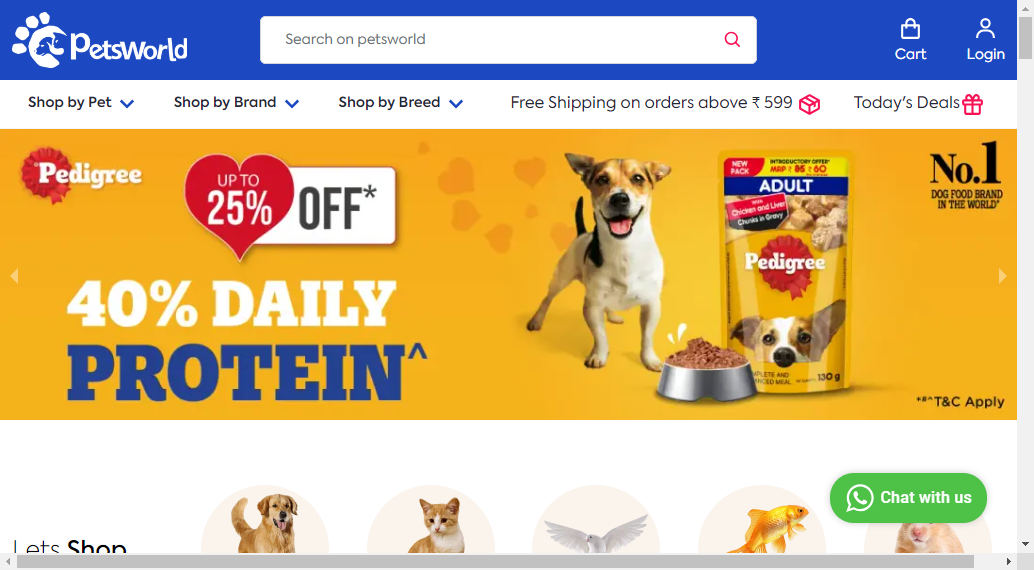 PetsWorld
Search on petsworld
Cart
Login
Shop by Pet
Shop by Brand
Shop by Breed
Free Shipping on orders above ₹ 599
Today's Deals
Pedigree
UP TO
25% OFF*
40% DAILY
PROTEIN^
NEW
PACK
INTRODUCTORY OFFER*
MRP ₹ 85 ₹ 60
ADULT
With
Chicken and Liver
Chunks in Gravy
Pedigree
130 g
No.1
DOG FOOD BRAND
IN THE WORLD*
*#^T&C Apply
Chat with us
Lets Shop